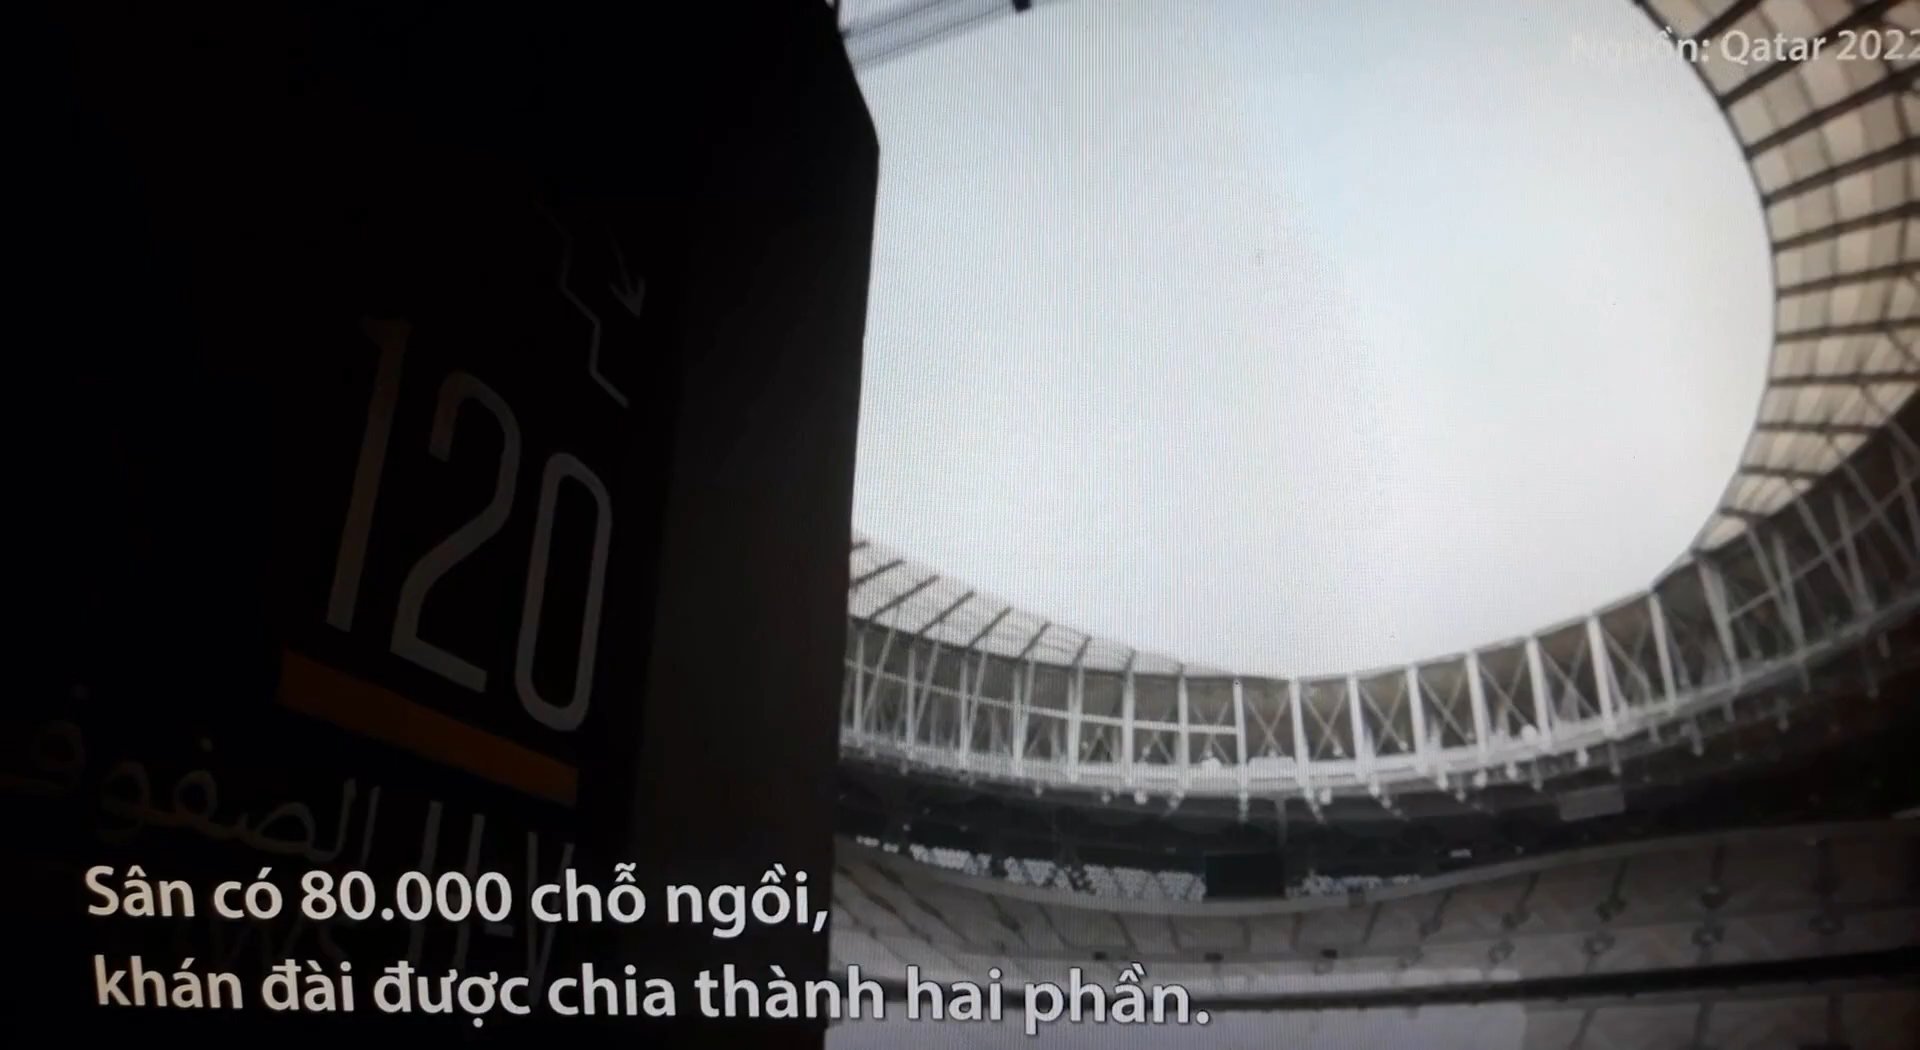 Nguồn: Qatar 2022
120
الصفوف
Sân có 80.000 chỗ ngồi,
khán đài được chia thành hai phần.